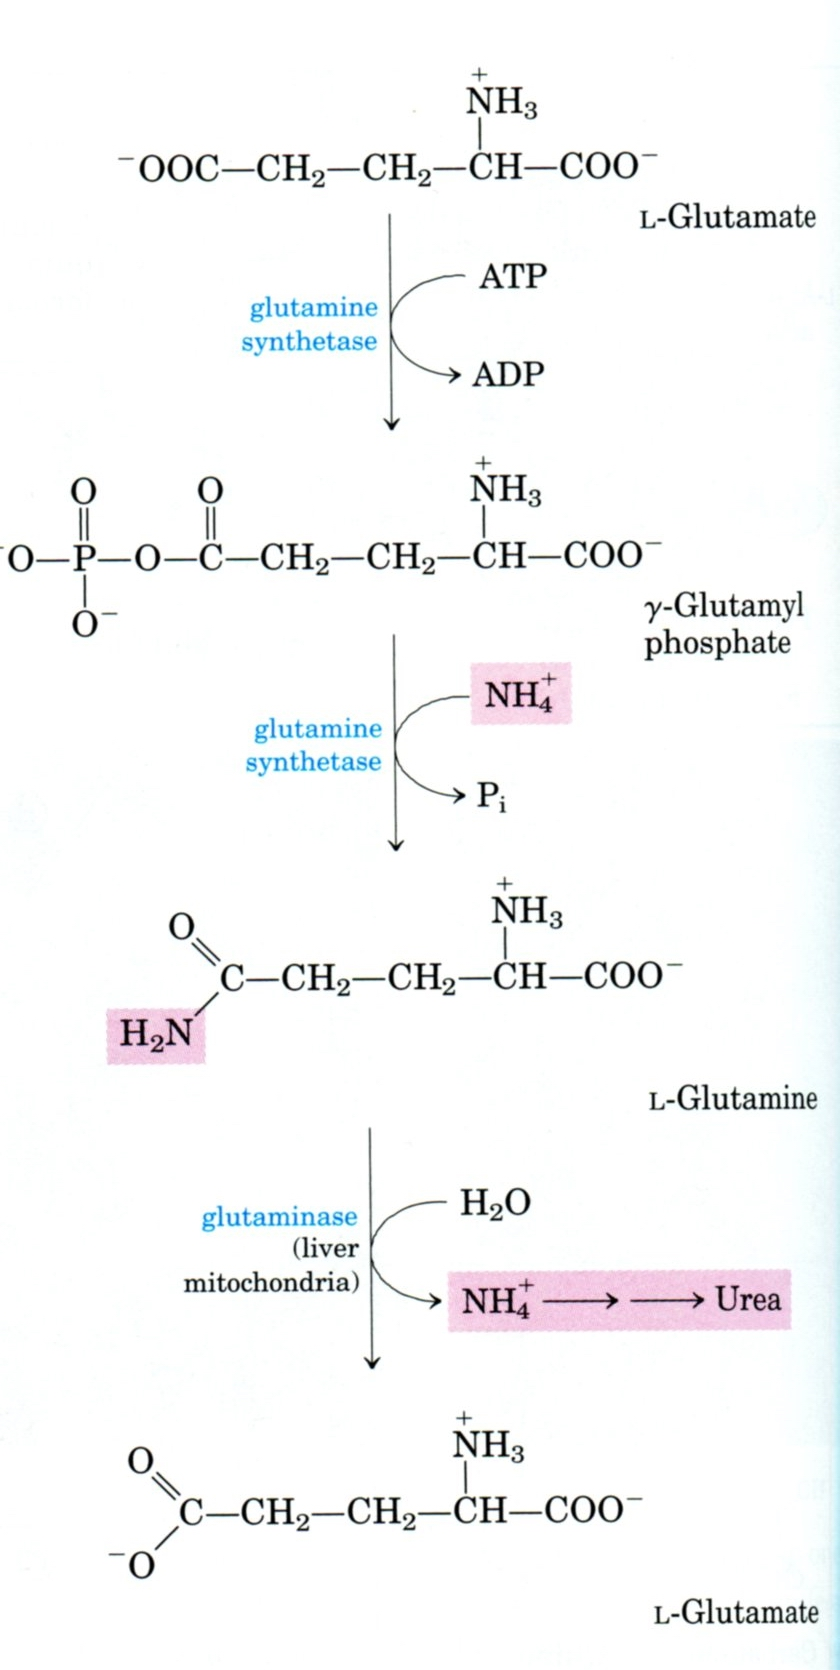 ⁺NH₃
⁻OOC—CH₂—CH₂—CH—COO⁻
L-Glutamate
ATP
glutamine
synthetase
ADP
O O ⁺NH₃
⁻O—P—O—C—CH₂—CH₂—CH—COO⁻
O⁻
γ-Glutamyl
phosphate
NH₄⁺
glutamine
synthetase
Pᵢ
⁺NH₃
O
C—CH₂—CH₂—CH—COO⁻
H₂N
L-Glutamine
H₂O
glutaminase
(liver
mitochondria)
NH₄⁺ ⟶ ⟶ Urea
⁺NH₃
O
C—CH₂—CH₂—CH—COO⁻
⁻O
L-Glutamate